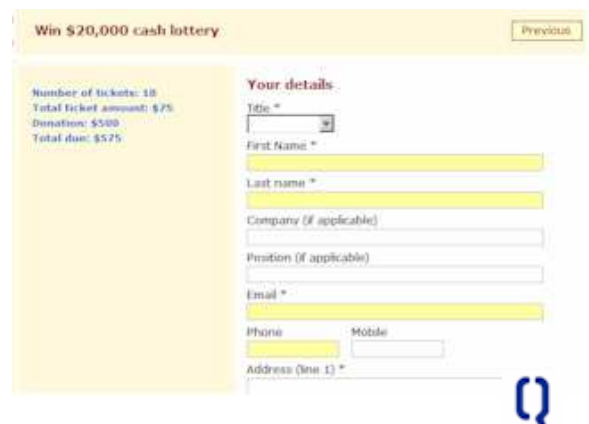 Win $20,000 cash lottery
Previous
Number of tickets: 10
Total ticket amount: $75
Donation: $500
Total due: $575
Your details
Title *
First Name *
Last name *
Company (if applicable)
Position (if applicable)
Email *
Phone Mobile
Address (line 1) *